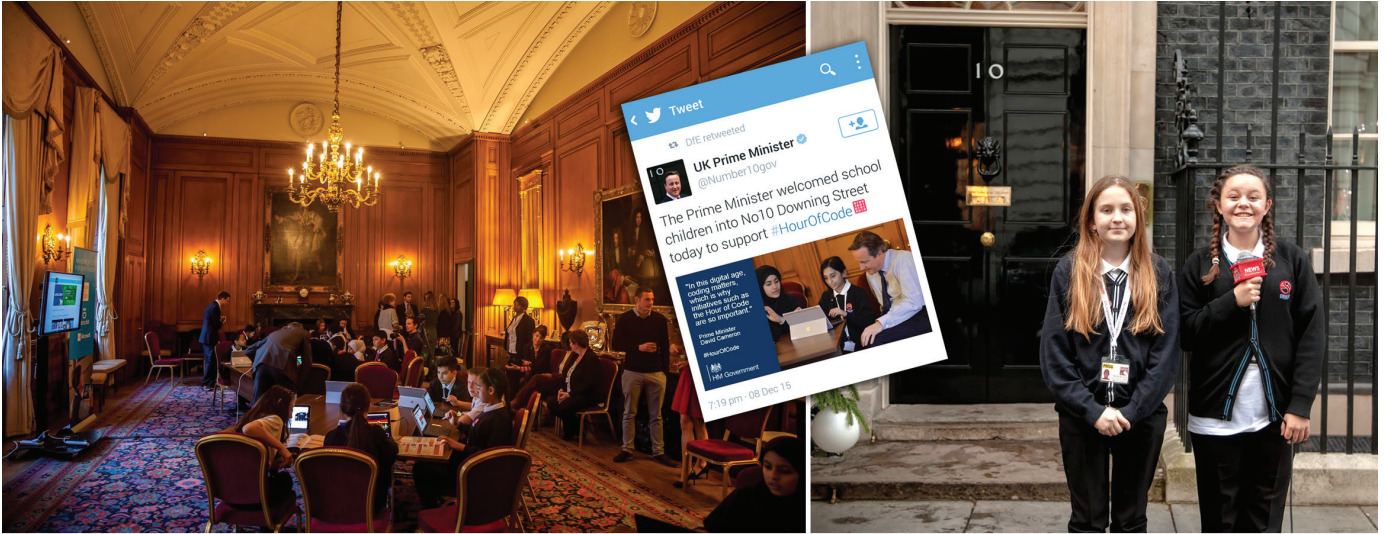 Tweet
DfE retweeted
UK Prime Minister
@Number10gov
The Prime Minister welcomed school
children into No10 Downing Street
today to support #HourOfCode
10
"In this digital age,
coding matters,
which is why
initiatives such as
the Hour of Code
are so important."
Prime Minister
David Cameron
#HourOfCode
HM Government
7:19 pm · 08 Dec 15
10
NEWS